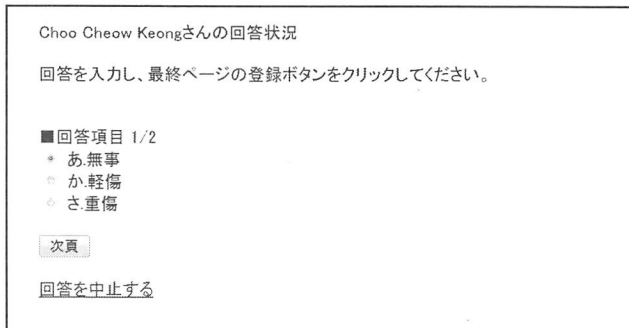 Choo Cheow Keongさんの回答状況
回答を入力し、最終ページの登録ボタンをクリックしてください。
■回答項目 1/2
あ.無事
か.軽傷
さ.重傷
次頁
回答を中止する